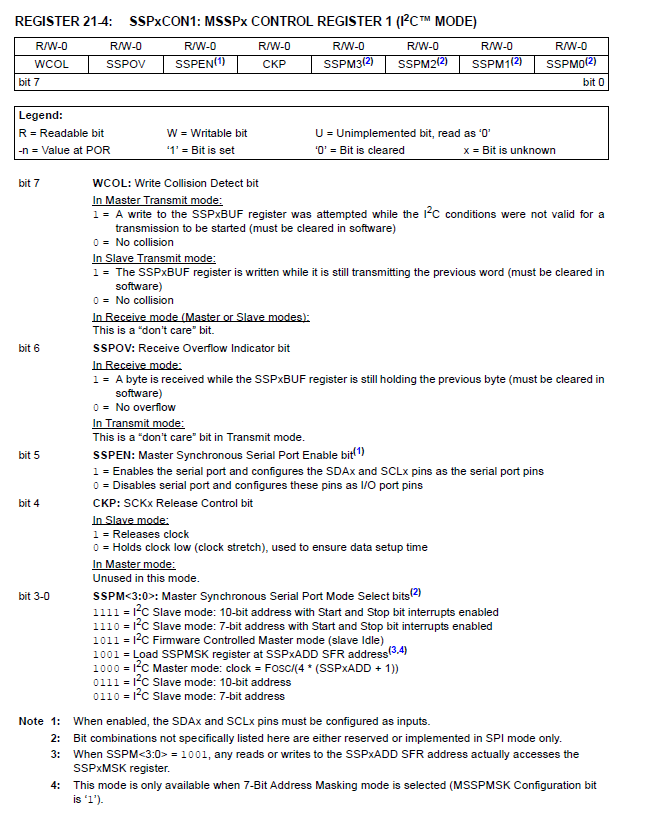 REGISTER 21-4: SSPxCON1: MSSPx CONTROL REGISTER 1 (I²C™ MODE)
R/W-0 R/W-0 R/W-0 R/W-0 R/W-0 R/W-0 R/W-0 R/W-0
WCOL SSPOV SSPEN(1) CKP SSPM3(2) SSPM2(2) SSPM1(2) SSPM0(2)
bit 7 bit 0
Legend:
R = Readable bit W = Writable bit U = Unimplemented bit, read as ‘0’
-n = Value at POR ‘1’ = Bit is set ‘0’ = Bit is cleared x = Bit is unknown
bit 7 WCOL: Write Collision Detect bit
In Master Transmit mode:
1 = A write to the SSPxBUF register was attempted while the I²C conditions were not valid for a
transmission to be started (must be cleared in software)
0 = No collision
In Slave Transmit mode:
1 = The SSPxBUF register is written while it is still transmitting the previous word (must be cleared in
software)
0 = No collision
In Receive mode (Master or Slave modes):
This is a “don’t care” bit.
bit 6 SSPOV: Receive Overflow Indicator bit
In Receive mode:
1 = A byte is received while the SSPxBUF register is still holding the previous byte (must be cleared in
software)
0 = No overflow
In Transmit mode:
This is a “don’t care” bit in Transmit mode.
bit 5 SSPEN: Master Synchronous Serial Port Enable bit(1)
1 = Enables the serial port and configures the SDAx and SCLx pins as the serial port pins
0 = Disables serial port and configures these pins as I/O port pins
bit 4 CKP: SCKx Release Control bit
In Slave mode:
1 = Releases clock
0 = Holds clock low (clock stretch), used to ensure data setup time
In Master mode:
Unused in this mode.
bit 3-0 SSPM<3:0>: Master Synchronous Serial Port Mode Select bits(2)
1111 = I²C Slave mode: 10-bit address with Start and Stop bit interrupts enabled
1110 = I²C Slave mode: 7-bit address with Start and Stop bit interrupts enabled
1011 = I²C Firmware Controlled Master mode (slave Idle)
1001 = Load SSPMSK register at SSPxADD SFR address(3,4)
1000 = I²C Master mode: clock = FOSC/(4 * (SSPxADD + 1))
0111 = I²C Slave mode: 10-bit address
0110 = I²C Slave mode: 7-bit address
Note 1: When enabled, the SDAx and SCLx pins must be configured as inputs.
2: Bit combinations not specifically listed here are either reserved or implemented in SPI mode only.
3: When SSPM<3:0> = 1001, any reads or writes to the SSPxADD SFR address actually accesses the
SSPxMSK register.
4: This mode is only available when 7-Bit Address Masking mode is selected (MSSPMSK Configuration bit
is ‘1’).